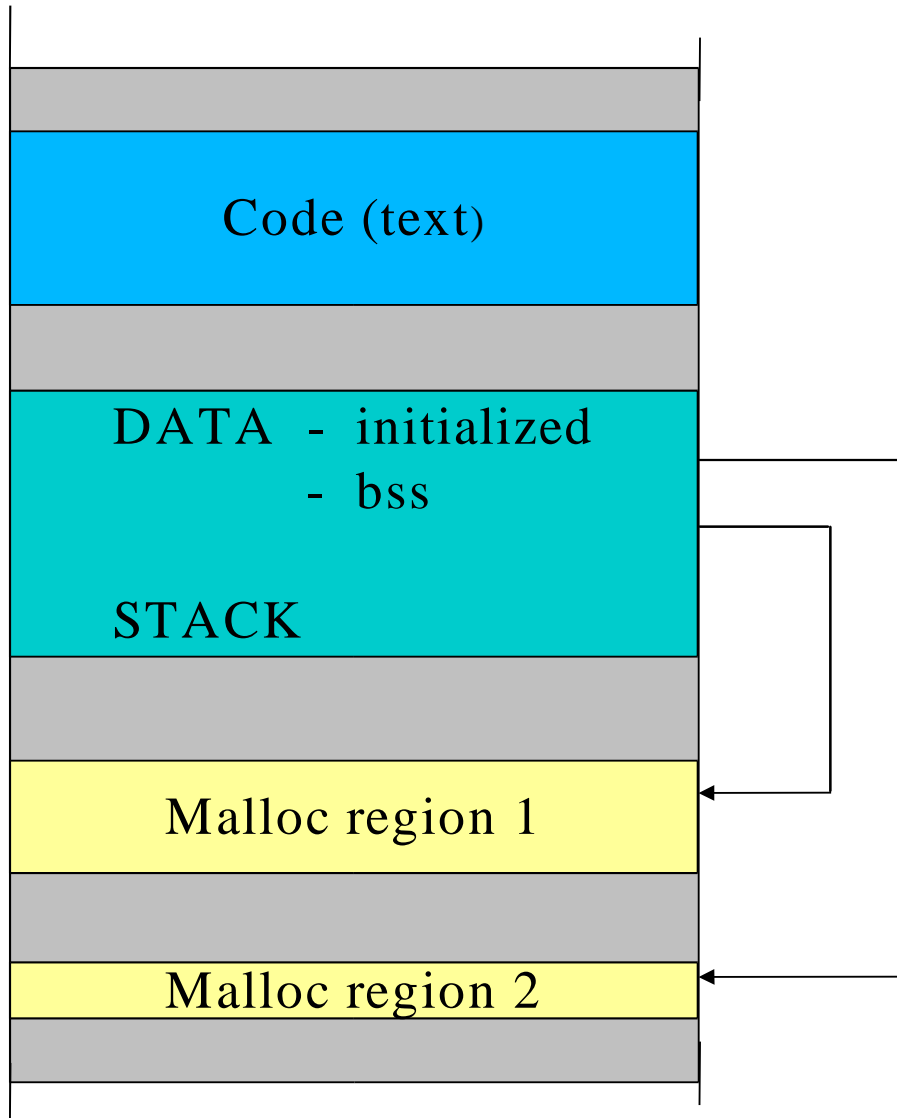 Code (text)
DATA - initialized
- bss
STACK
Malloc region 1
Malloc region 2